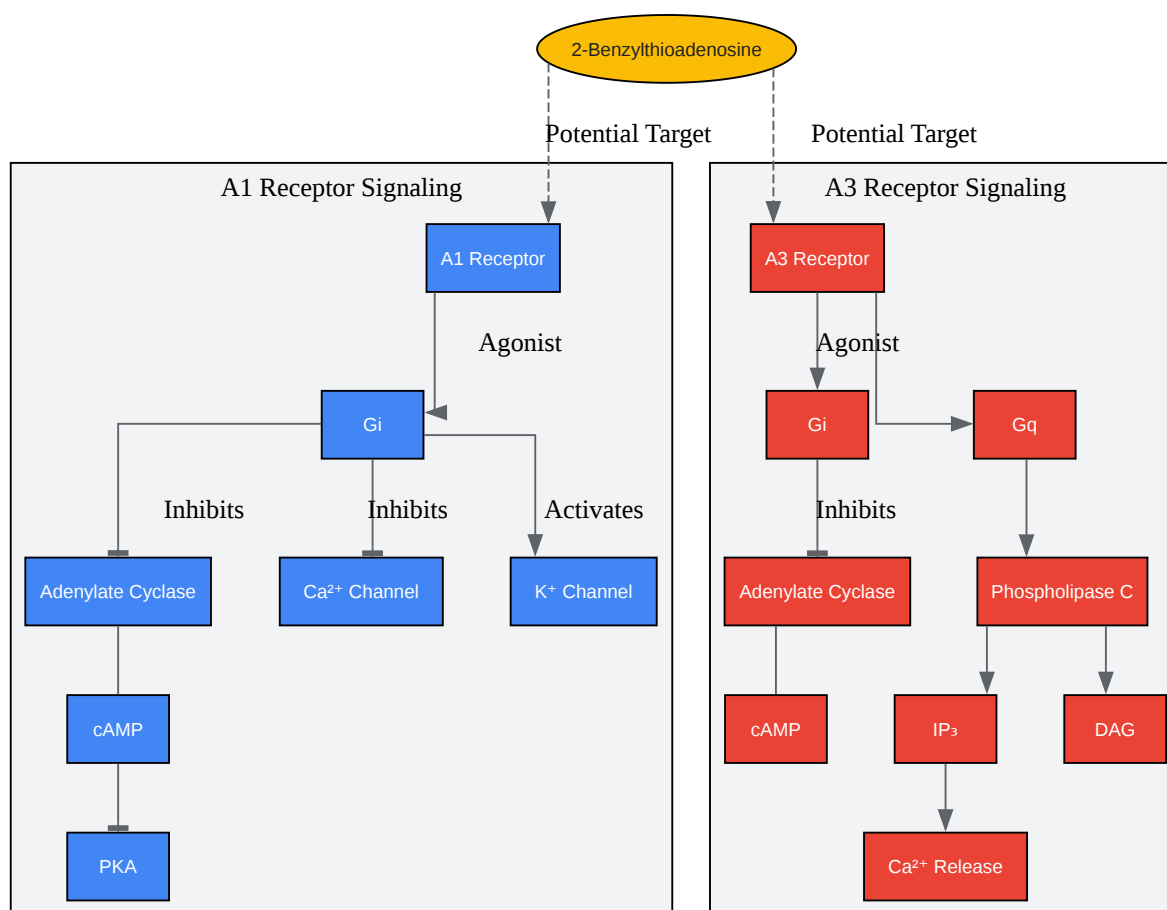 2-Benzylthioadenosine
Potential Target
Potential Target
A1 Receptor Signaling
A3 Receptor Signaling
A1 Receptor
A3 Receptor
Agonist
Agonist
Gi
Gi
Gq
Inhibits
Inhibits
Activates
Inhibits
Adenylate Cyclase
Ca²⁺ Channel
K⁺ Channel
Adenylate Cyclase
Phospholipase C
cAMP
cAMP
IP₃
DAG
PKA
Ca²⁺ Release